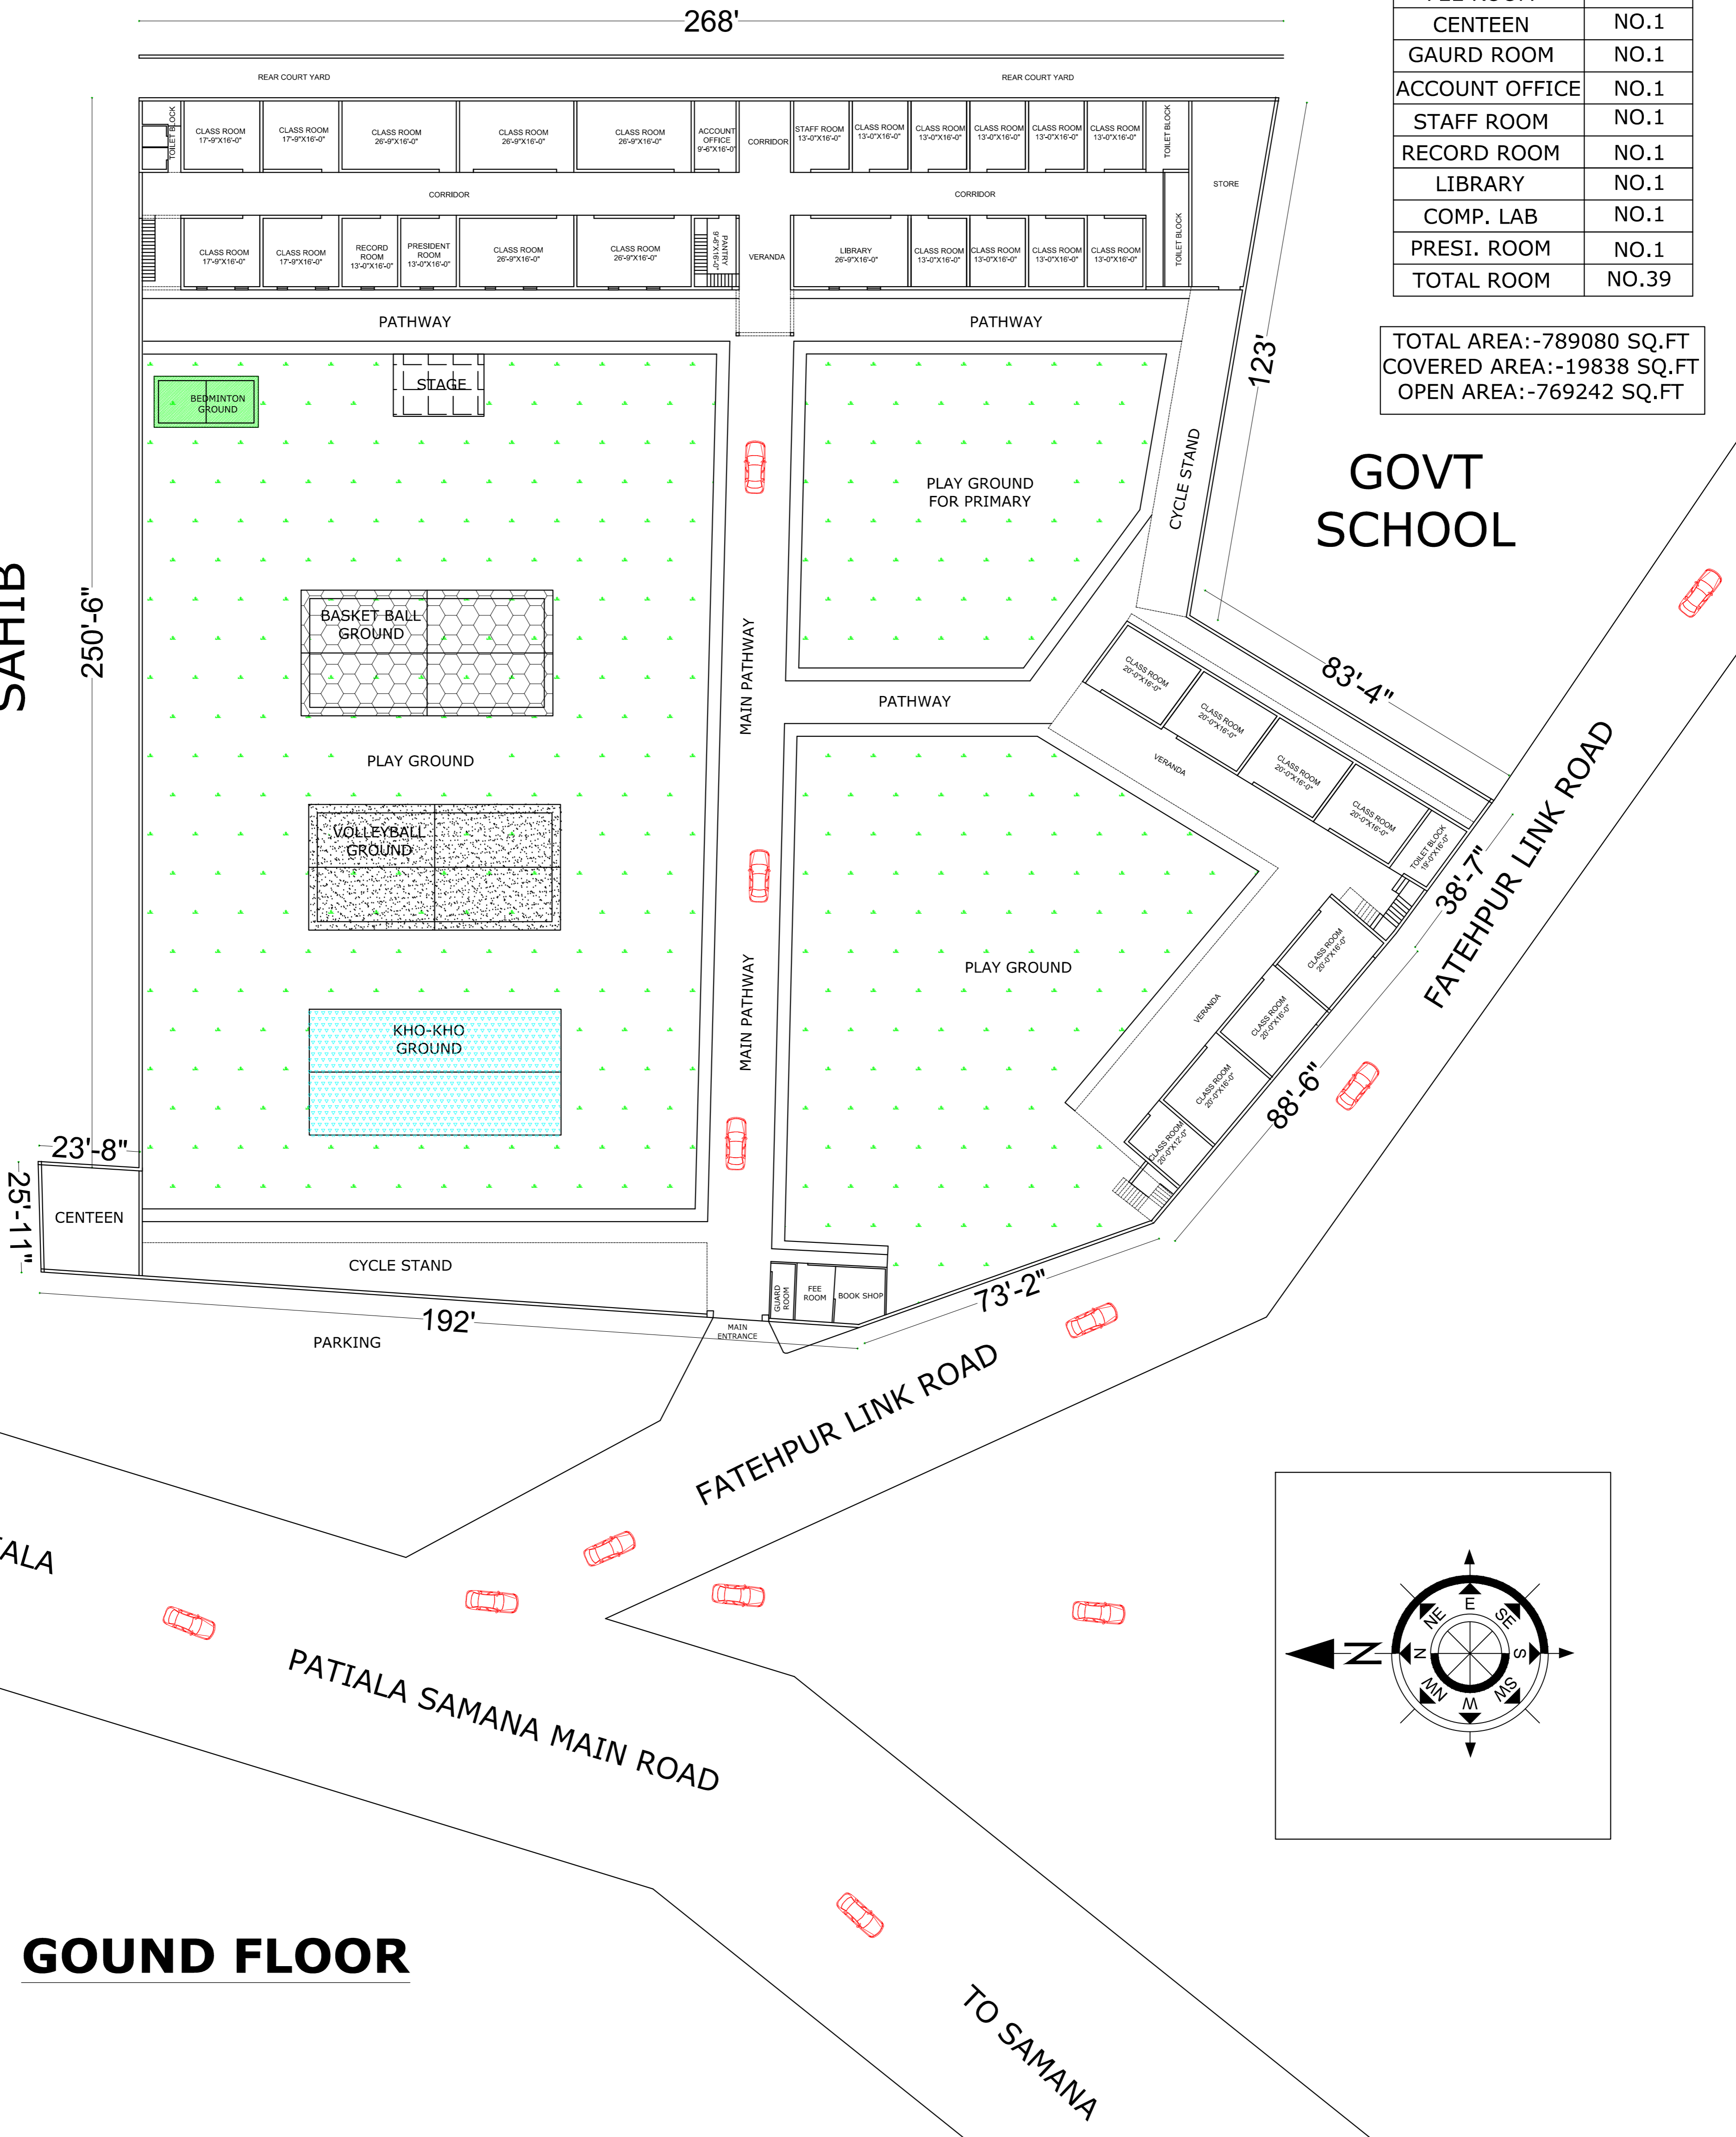 268'
REAR COURT YARD
REAR COURT YARD
CENTEEN NO.1
GAURD ROOM NO.1
ACCOUNT OFFICE NO.1
STAFF ROOM NO.1
RECORD ROOM NO.1
LIBRARY NO.1
COMP. LAB NO.1
PRESI. ROOM NO.1
TOTAL ROOM NO.39
TOTAL AREA:-789080 SQ.FT
COVERED AREA:-19838 SQ.FT
OPEN AREA:-769242 SQ.FT
TOILET BLOCK
CLASS ROOM
17'-9"X16'-0"
CLASS ROOM
17'-9"X16'-0"
CLASS ROOM
26'-9"X16'-0"
CLASS ROOM
26'-9"X16'-0"
CLASS ROOM
26'-9"X16'-0"
ACCOUNT
OFFICE
9'-6"X16'-0"
CORRIDOR
STAFF ROOM
13'-0"X16'-0"
CLASS ROOM
13'-0"X16'-0"
CLASS ROOM
13'-0"X16'-0"
CLASS ROOM
13'-0"X16'-0"
CLASS ROOM
13'-0"X16'-0"
CLASS ROOM
13'-0"X16'-0"
TOILET BLOCK
STORE
CORRIDOR
CORRIDOR
CLASS ROOM
17'-9"X16'-0"
CLASS ROOM
17'-9"X16'-0"
RECORD
ROOM
13'-0"X16'-0"
PRESIDENT
ROOM
13'-0"X16'-0"
CLASS ROOM
26'-9"X16'-0"
CLASS ROOM
26'-9"X16'-0"
PANTRY
9'-6"X16'-0"
VERANDA
LIBRARY
26'-9"X16'-0"
CLASS ROOM
13'-0"X16'-0"
CLASS ROOM
13'-0"X16'-0"
CLASS ROOM
13'-0"X16'-0"
CLASS ROOM
13'-0"X16'-0"
TOILET BLOCK
PATHWAY
PATHWAY
123'
STAGE
BEDMINTON
GROUND
CYCLE STAND
GOVT
SCHOOL
PLAY GROUND
FOR PRIMARY
SAHIB
250'-6"
BASKET BALL
GROUND
MAIN PATHWAY
PATHWAY
83'-4"
CLASS ROOM
20'-0"X16'-0"
CLASS ROOM
20'-0"X16'-0"
CLASS ROOM
20'-0"X16'-0"
CLASS ROOM
20'-0"X16'-0"
TOILET BLOCK
19'-0"X16'-0"
VERANDA
PLAY GROUND
VOLLEYBALL
GROUND
38'-7"
FATEHPUR LINK ROAD
CLASS ROOM
20'-0"X16'-0"
CLASS ROOM
20'-0"X16'-0"
CLASS ROOM
20'-0"X16'-0"
CLASS ROOM
20'-0"X12'-0"
VERANDA
PLAY GROUND
MAIN PATHWAY
KHO-KHO
GROUND
88'-6"
23'-8"
25'-11"
CENTEEN
CYCLE STAND
GUARD
ROOM
FEE
ROOM
BOOK SHOP
73'-2"
192'
MAIN
ENTRANCE
PARKING
FATEHPUR LINK ROAD
PATIALA SAMANA MAIN ROAD
N
E
SE
S
SW
W
NW
N
NE
GOUND FLOOR
TO SAMANA